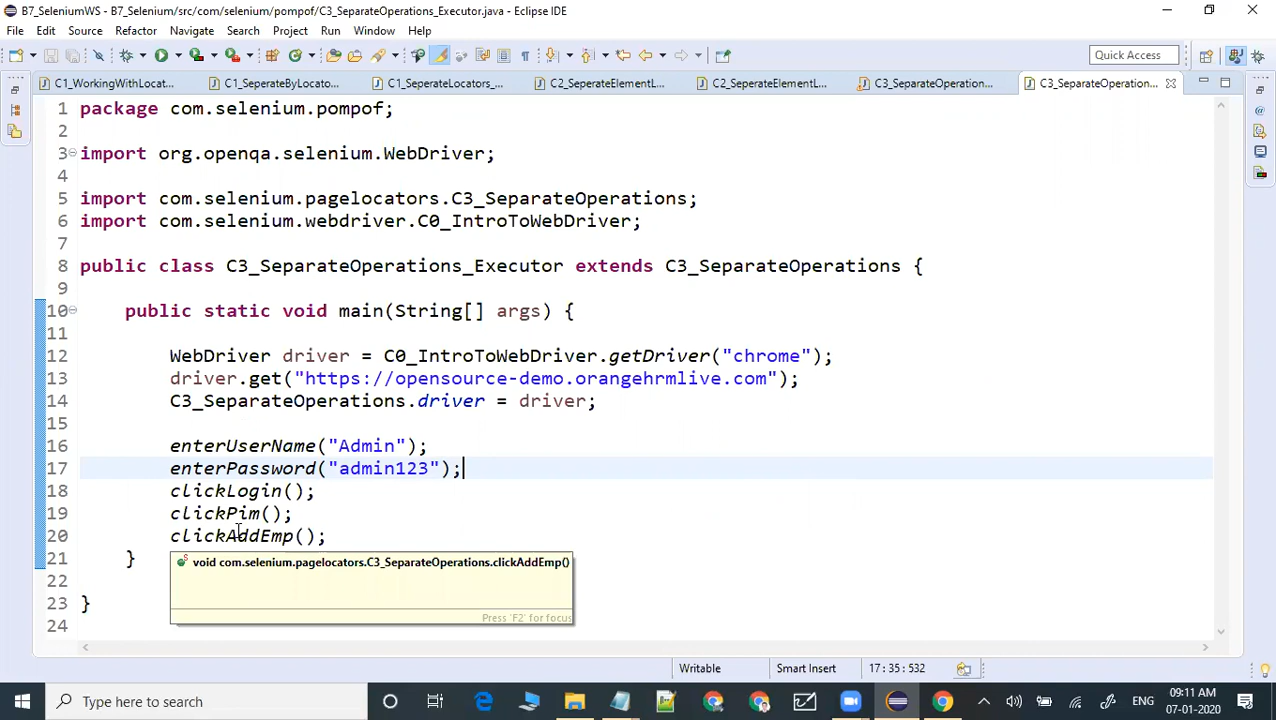 B7_SeleniumWS - B7_Selenium/src/com/selenium/pompof/C3_SeparateOperations_Executor.java - Eclipse IDE
File Edit Source Refactor Navigate Search Project Run Window Help
Quick Access
C1_WorkingWithLocat... C1_SeperateByLocato... C1_SeperateLocators_... C2_SeperateElementL... C2_SeperateElementL... C3_SeparateOperation... C3_SeparateOperation...
1 package com.selenium.pompof;
2
3 import org.openqa.selenium.WebDriver;
4
5 import com.selenium.pagelocators.C3_SeparateOperations;
6 import com.selenium.webdriver.C0_IntroToWebDriver;
7
8 public class C3_SeparateOperations_Executor extends C3_SeparateOperations {
9
10 public static void main(String[] args) {
11
12 WebDriver driver = C0_IntroToWebDriver.getDriver("chrome");
13 driver.get("https://opensource-demo.orangehrmlive.com");
14 C3_SeparateOperations.driver = driver;
15
16 enterUserName("Admin");
17 enterPassword("admin123");
18 clickLogin();
19 clickPim();
20 clickAddEmp();
21 }
void com.selenium.pagelocators.C3_SeparateOperations.clickAddEmp()
22
23 }
Press 'F2' for focus
24
Writable Smart Insert 17 : 35 : 532
Type here to search
ENG
09:11 AM
07-01-2020